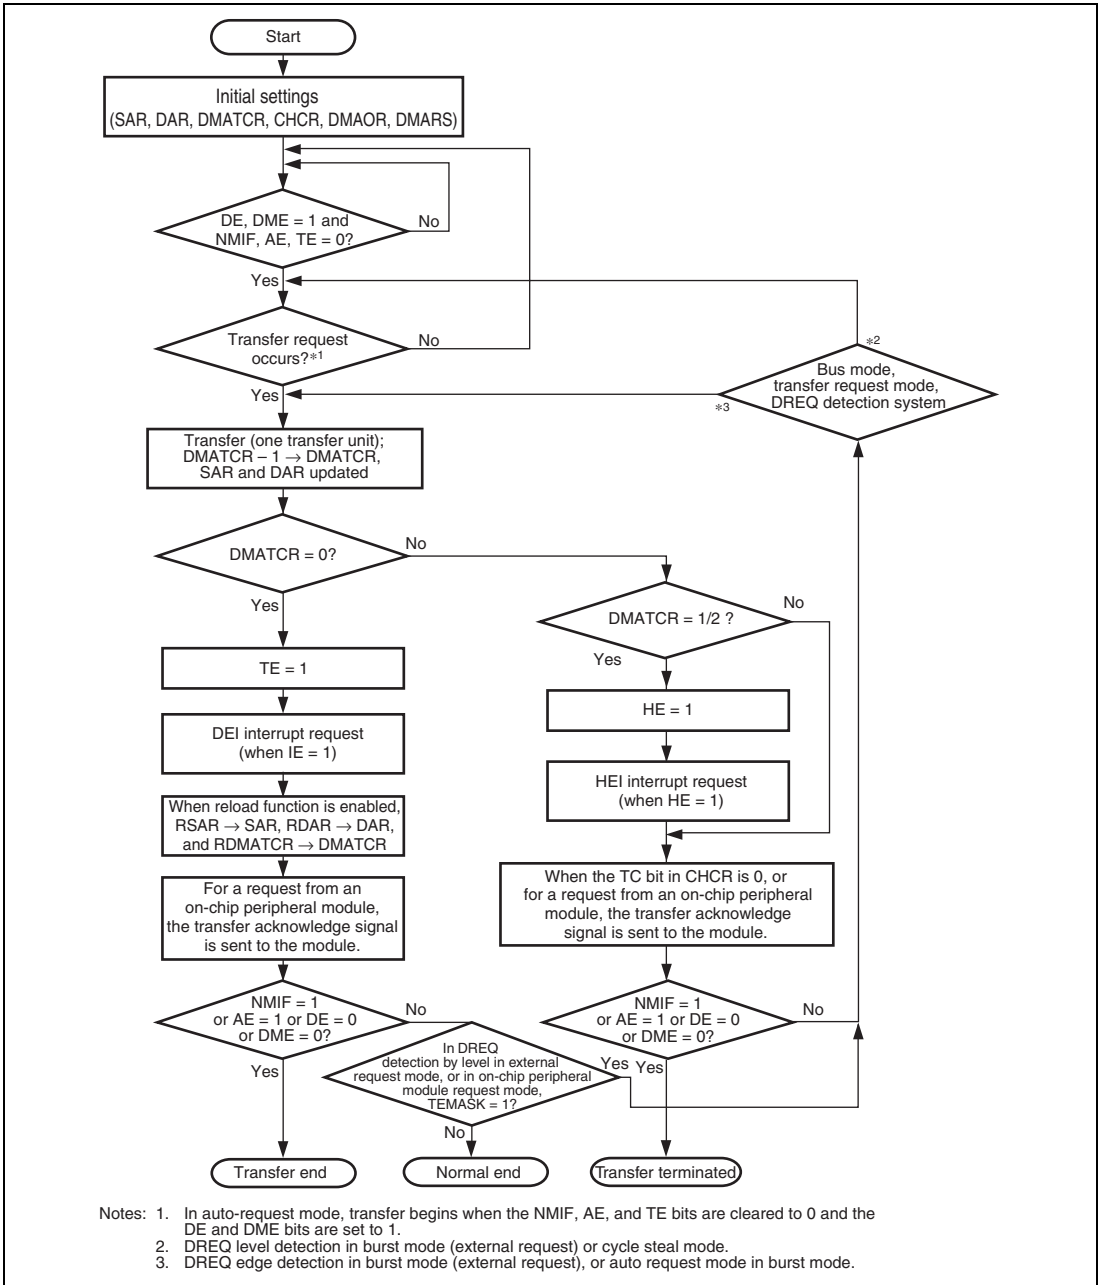 Start
Initial settings
(SAR, DAR, DMATCR, CHCR, DMAOR, DMARS)
DE, DME = 1 and
NMIF, AE, TE = 0?
No
Yes
Transfer request
occurs?*1
No
Yes
*2
Bus mode,
transfer request mode,
DREQ detection system
*3
Transfer (one transfer unit);
DMATCR – 1 → DMATCR,
SAR and DAR updated
DMATCR = 0?
No
Yes
DMATCR = 1/2 ?
No
Yes
TE = 1
HE = 1
DEI interrupt request
(when IE = 1)
HEI interrupt request
(when HE = 1)
When reload function is enabled,
RSAR → SAR, RDAR → DAR,
and RDMATCR → DMATCR
For a request from an
on-chip peripheral module,
the transfer acknowledge signal
is sent to the module.
When the TC bit in CHCR is 0, or
for a request from an on-chip peripheral
module, the transfer acknowledge
signal is sent to the module.
NMIF = 1
or AE = 1 or DE = 0
or DME = 0?
No
Yes
NMIF = 1
or AE = 1 or DE = 0
or DME = 0?
No
Yes
In DREQ
detection by level in external
request mode, or in on-chip peripheral
module request mode,
TEMASK = 1?
Yes
No
Transfer end
Normal end
Transfer terminated
Notes: 1. In auto-request mode, transfer begins when the NMIF, AE, and TE bits are cleared to 0 and the
DE and DME bits are set to 1.
2. DREQ level detection in burst mode (external request) or cycle steal mode.
3. DREQ edge detection in burst mode (external request), or auto request mode in burst mode.